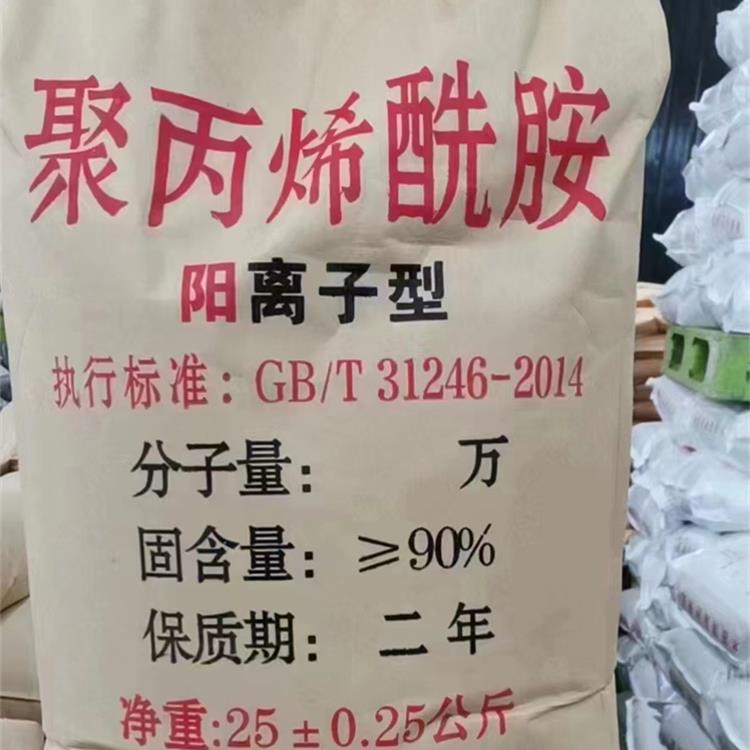 聚丙烯酰胺
阳离子型
执行标准：GB/T 31246-2014
分子量： 万
固含量：≥90%
保质期：二年
净重:25±0.25公斤